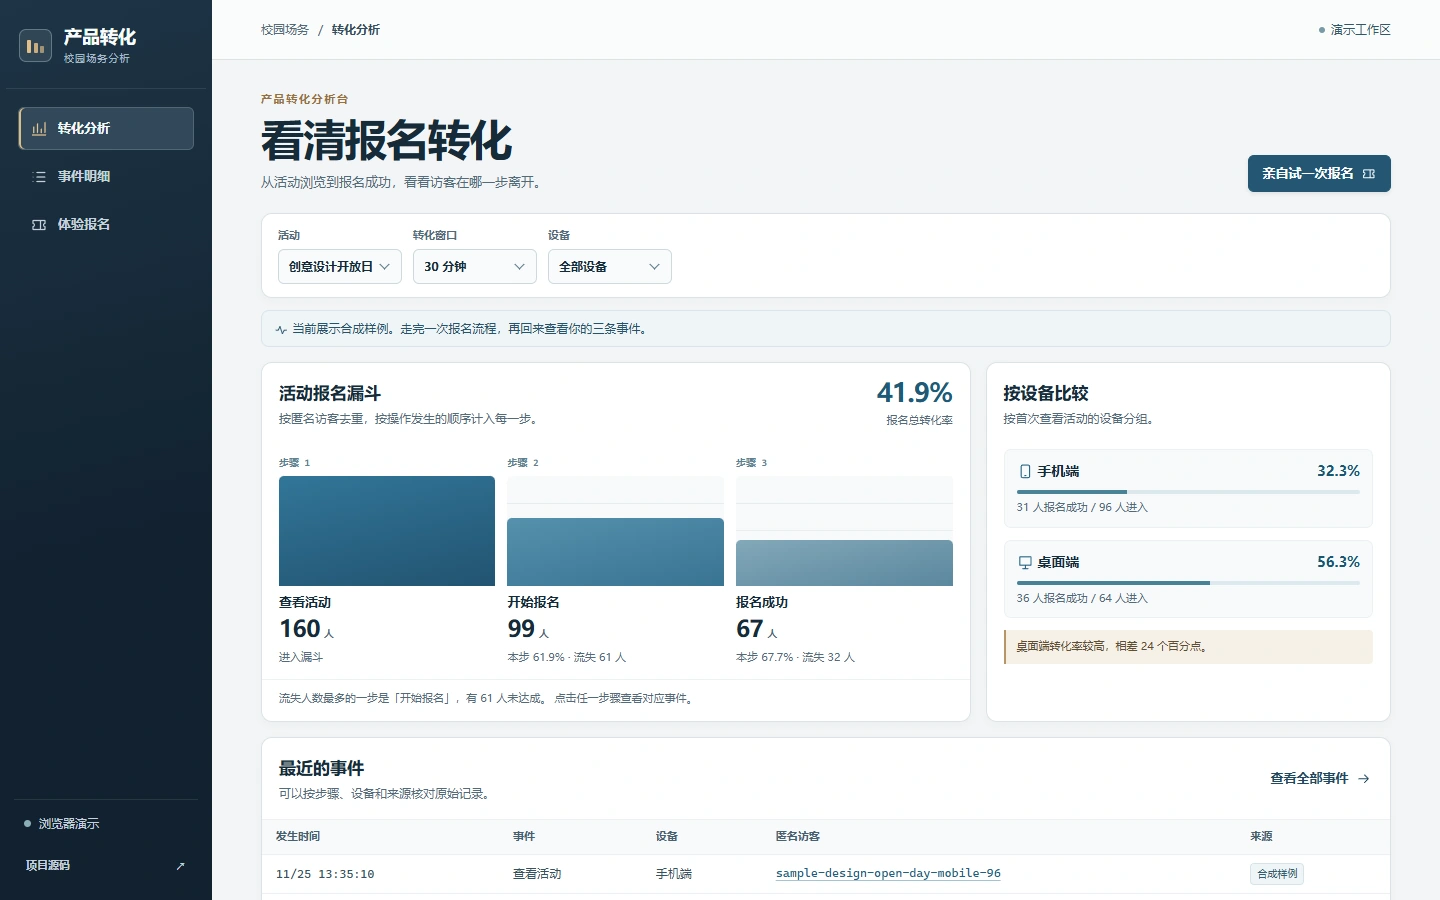 产品转化
校园场务分析
转化分析
事件明细
体验报名
浏览器演示
项目源码
校园场务 / 转化分析
演示工作区
产品转化分析台
看清报名转化
从活动浏览到报名成功，看看访客在哪一步离开。
亲自试一次报名
活动
转化窗口
设备
创意设计开放日
30 分钟
全部设备
当前展示合成样例。走完一次报名流程，再回来查看你的三条事件。
活动报名漏斗
按匿名访客去重，按操作发生的顺序计入每一步。
41.9%
报名总转化率
步骤 1
步骤 2
步骤 3
查看活动
160 人
进入漏斗
开始报名
99 人
本步 61.9% · 流失 61 人
报名成功
67 人
本步 67.7% · 流失 32 人
流失人数最多的一步是「开始报名」，有 61 人未达成。 点击任一步骤查看对应事件。
按设备比较
按首次查看活动的设备分组。
手机端
32.3%
31 人报名成功 / 96 人进入
桌面端
56.3%
36 人报名成功 / 64 人进入
桌面端转化率较高，相差 24 个百分点。
最近的事件
可以按步骤、设备和来源核对原始记录。
查看全部事件
发生时间 事件 设备 匿名访客 来源
11/25 13:35:10 查看活动 手机端 sample-design-open-day-mobile-96 合成样例